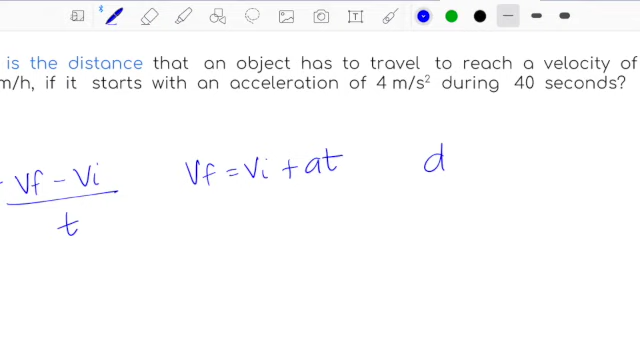 is the distance that an object has to travel to reach a velocity of
m/h, if it starts with an acceleration of 4 m/s² during 40 seconds?
Vf - Vi / t    Vf = Vi + at    d